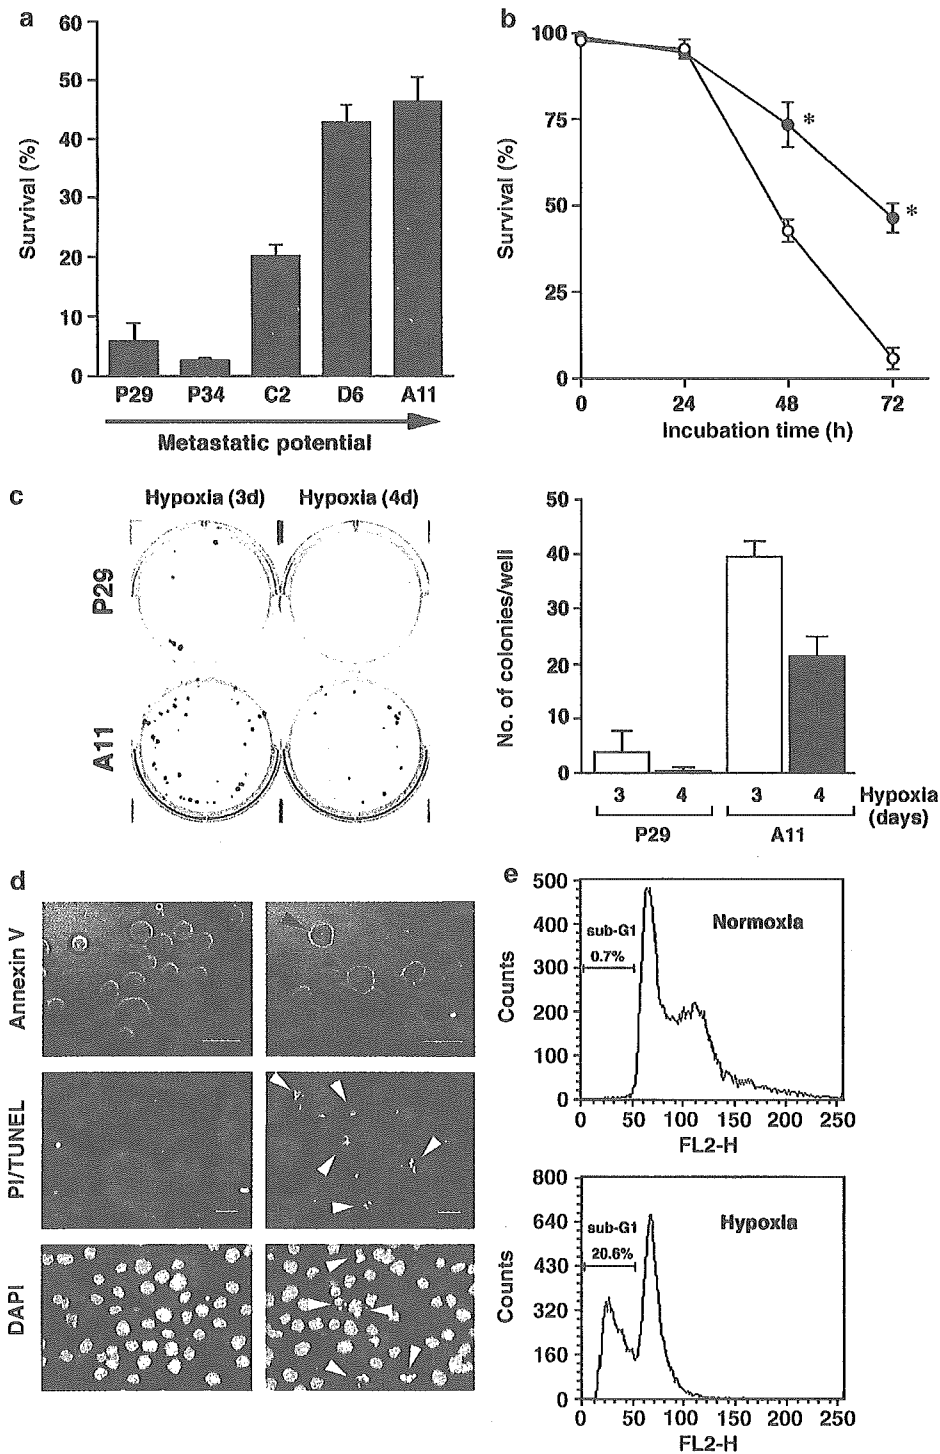 a
60
50
40
30
20
10
0
Survival (%)
P29 P34 C2 D6 A11
Metastatic potential
b
100
75
50
25
0
Survival (%)
*
*
0 24 48 72
Incubation time (h)
c
Hypoxia (3d) Hypoxia (4d)
P29
A11
50
40
30
20
10
0
No. of colonies/well
3 4 3 4 Hypoxia
(days)
P29 A11
d
Annexin V
PI/TUNEL
DAPI
e
500
400
300
200
100
0
Counts
Normoxia
sub-G1
0.7%
0 50 100 150 200 250
FL2-H
800
640
430
320
160
0
Counts
Hypoxia
sub-G1
20.6%
0 50 100 150 200 250
FL2-H